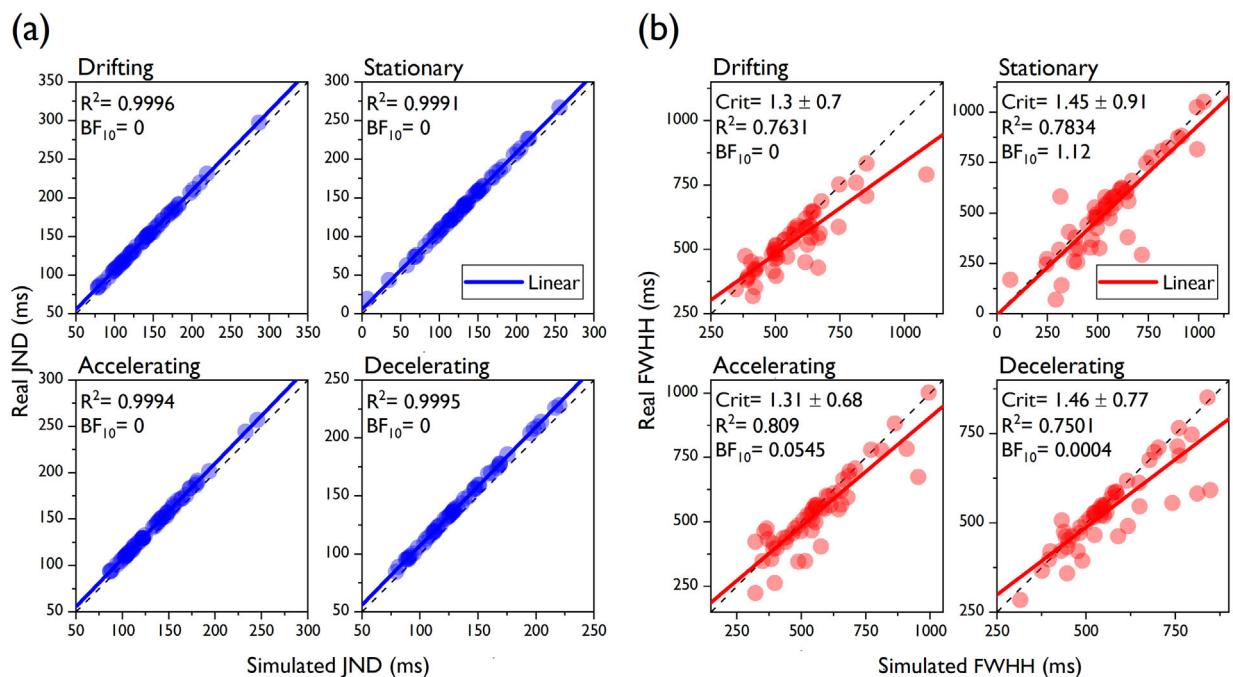 (a)
Drifting
R²= 0.9996
BF₁₀= 0
350
300
250
200
150
100
50
50 100 150 200 250 300 350
Stationary
R²= 0.9991
BF₁₀= 0
Linear
300
250
200
150
100
50
0
0 50 100 150 200 250 300
Accelerating
R²= 0.9994
BF₁₀= 0
300
250
200
150
100
50
50 100 150 200 250 300
Decelerating
R²= 0.9995
BF₁₀= 0
250
200
150
100
50
50 100 150 200 250
Real JND (ms)
Simulated JND (ms)
(b)
Drifting
Crit= 1.3 ± 0.7
R²= 0.7631
BF₁₀= 0
1000
750
500
250
250 500 750 1000
Stationary
Crit= 1.45 ± 0.91
R²= 0.7834
BF₁₀= 1.12
Linear
1000
750
500
250
0
0 250 500 750 1000
Accelerating
Crit= 1.31 ± 0.68
R²= 0.809
BF₁₀= 0.0545
1000
750
500
250
250 500 750 1000
Decelerating
Crit= 1.46 ± 0.77
R²= 0.7501
BF₁₀= 0.0004
750
500
250
250 500 750
Real FWHH (ms)
Simulated FWHH (ms)